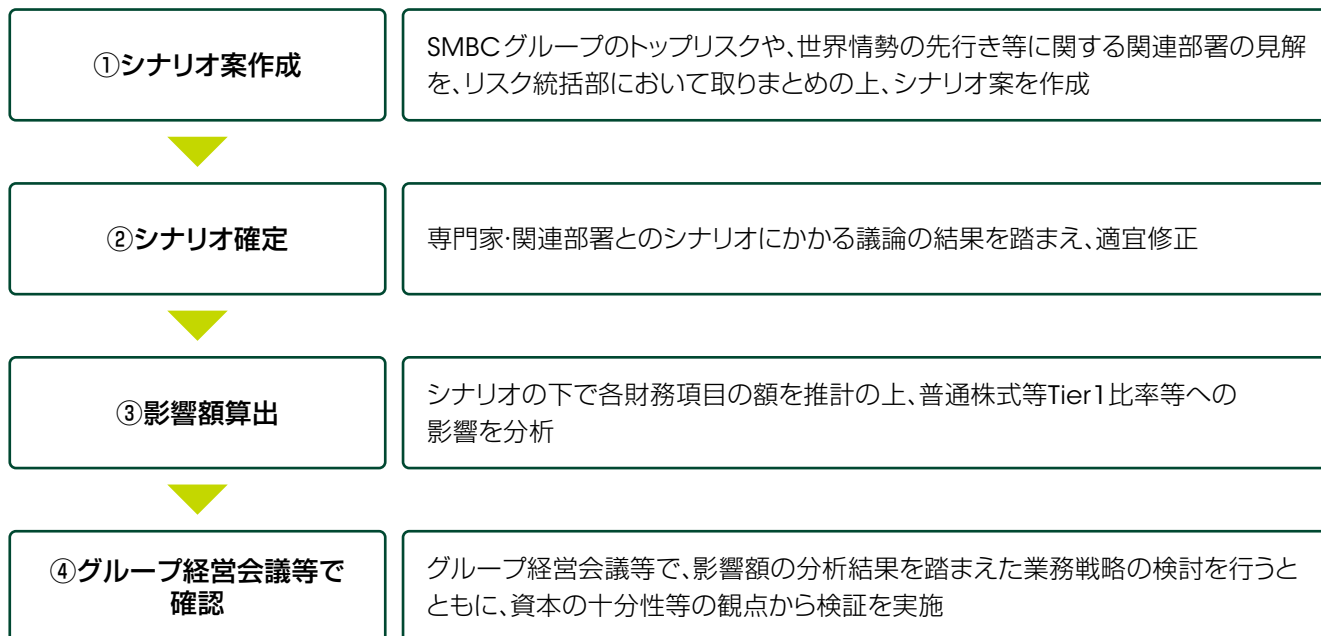 ①シナリオ案作成
SMBCグループのトップリスクや、世界情勢の先行き等に関する関連部署の見解
を、リスク統括部において取りまとめの上、シナリオ案を作成
②シナリオ確定
専門家・関連部署とのシナリオにかかる議論の結果を踏まえ、適宜修正
③影響額算出
シナリオの下で各財務項目の額を推計の上、普通株式等Tier1比率等への
影響を分析
④グループ経営会議等で
確認
グループ経営会議等で、影響額の分析結果を踏まえた業務戦略の検討を行うと
ともに、資本の十分性等の観点から検証を実施